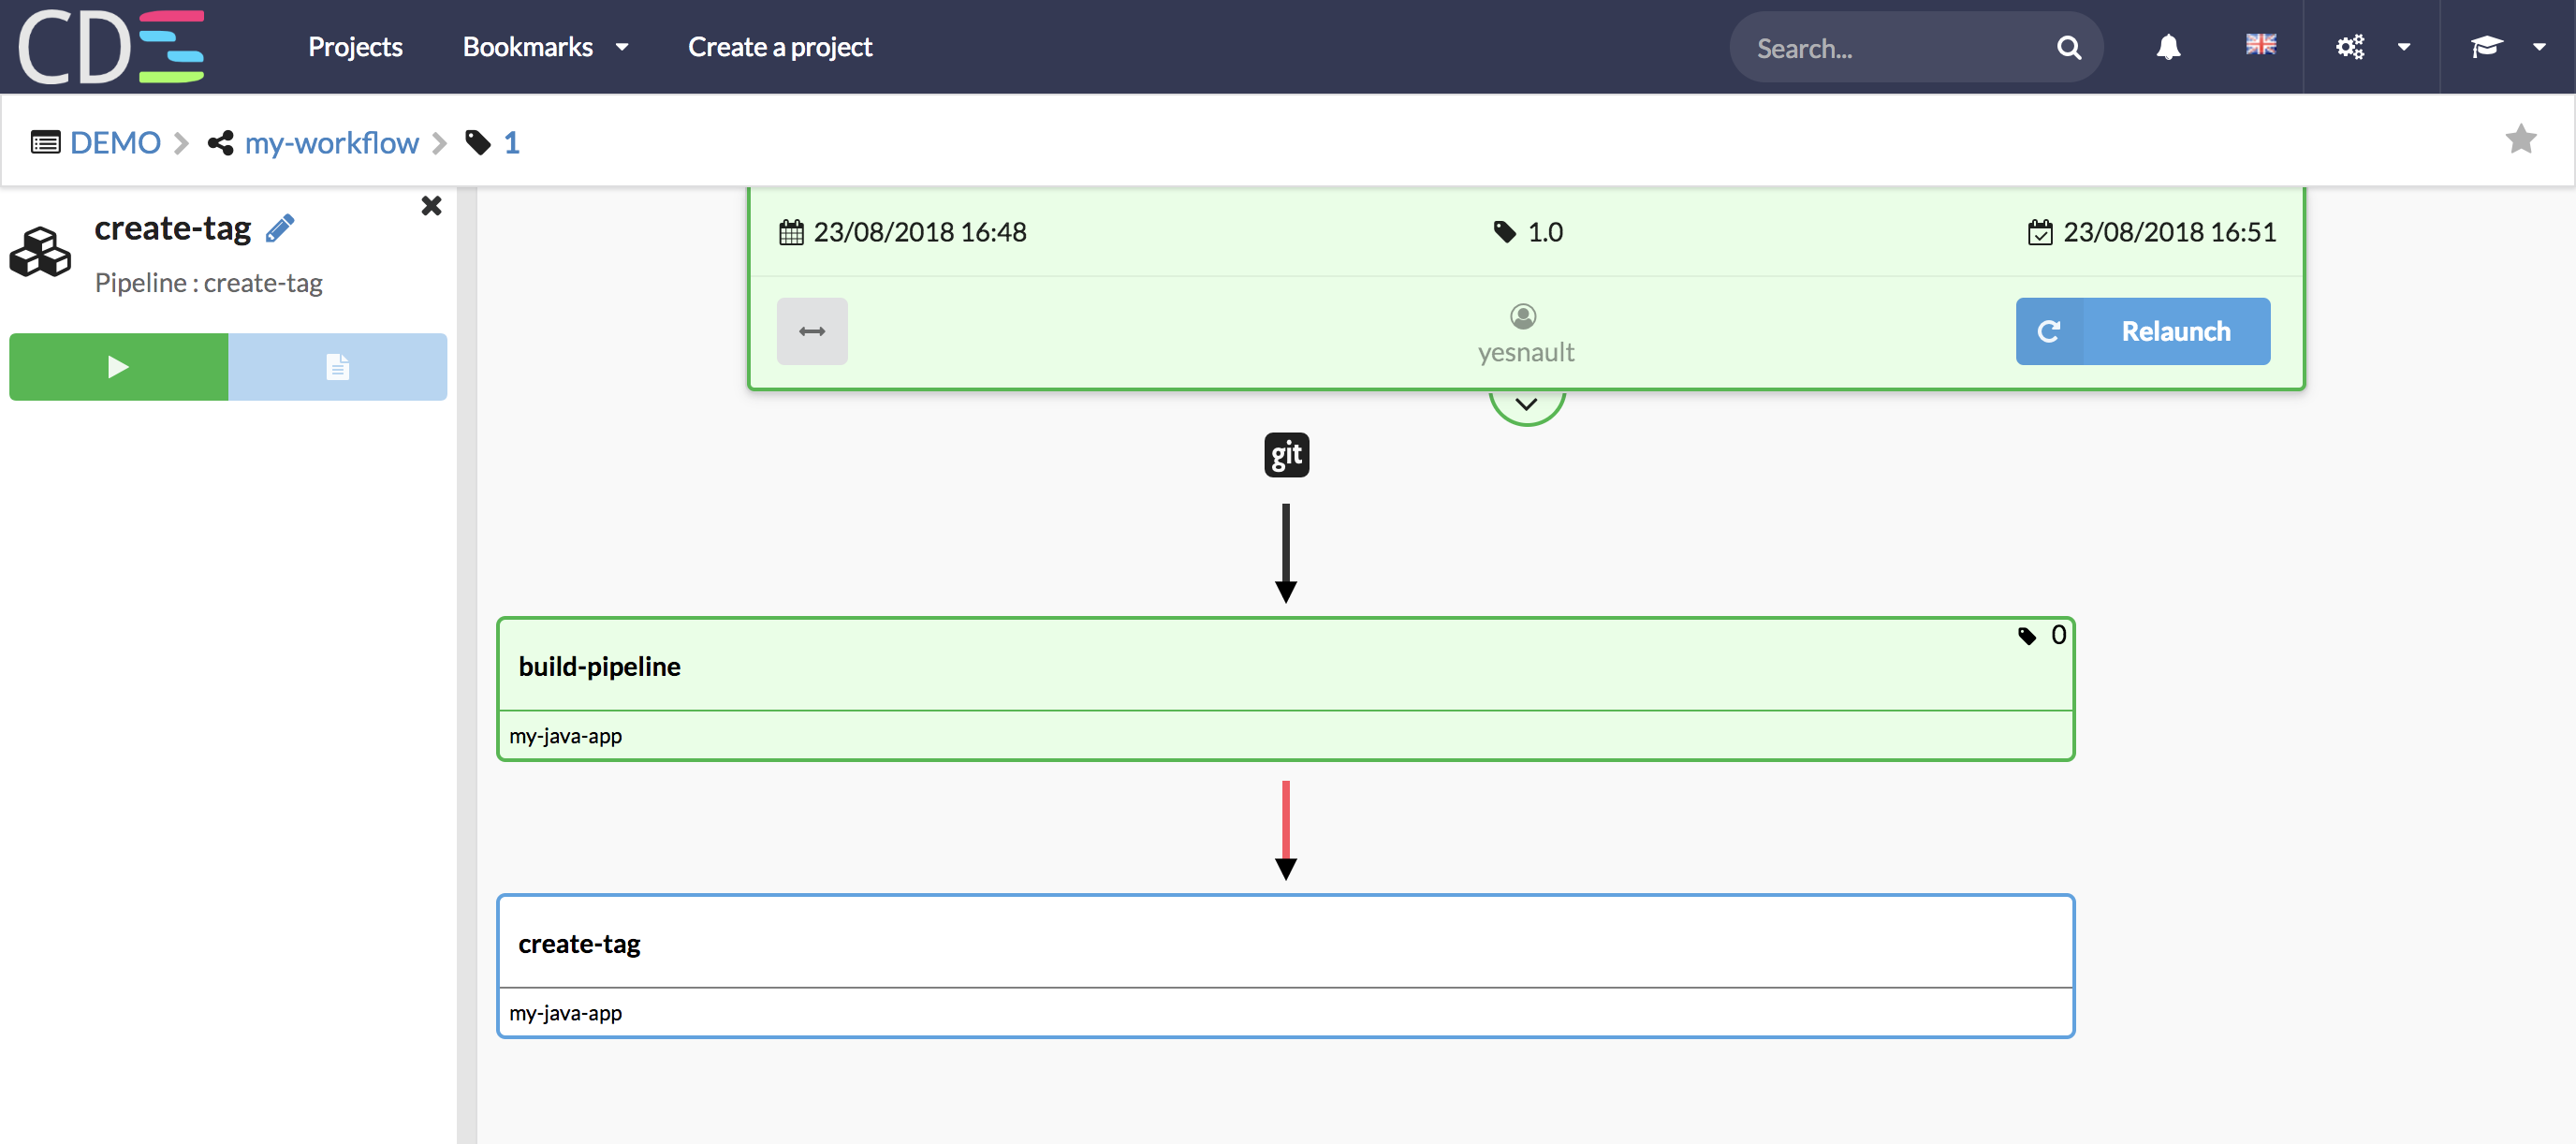 CDS
Projects
Bookmarks
Create a project
Search...
DEMO
my-workflow
1
create-tag
Pipeline : create-tag
23/08/2018 16:48
1.0
23/08/2018 16:51
yesnault
Relaunch
git
build-pipeline
0
my-java-app
create-tag
my-java-app